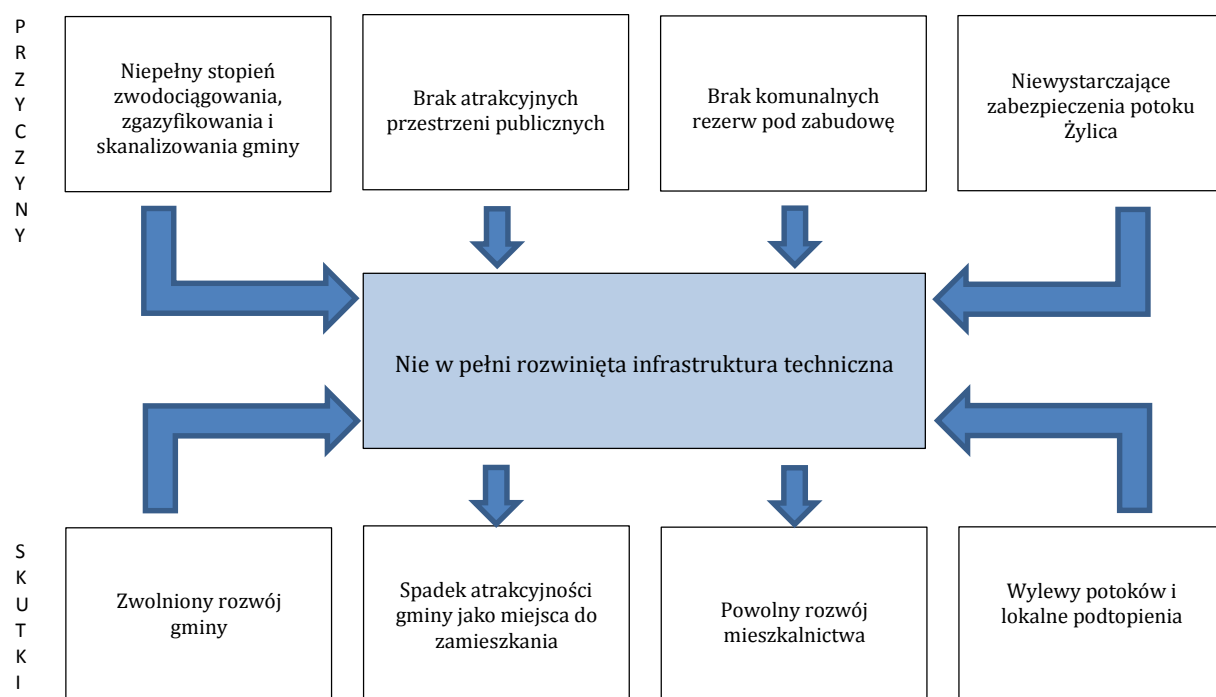 PRZYCZYNY
Niepełny stopień
zwodociągowania,
zgazyfikowania i
skanalizowania gminy
Brak atrakcyjnych
przestrzeni publicznych
Brak komunalnych
rezerw pod zabudowę
Niewystarczające
zabezpieczenia potoku
Żylica
Nie w pełni rozwinięta infrastruktura techniczna
SKUTKI
Zwolniony rozwój
gminy
Spadek atrakcyjności
gminy jako miejsca do
zamieszkania
Powolny rozwój
mieszkalnictwa
Wylewy potoków i
lokalne podtopienia